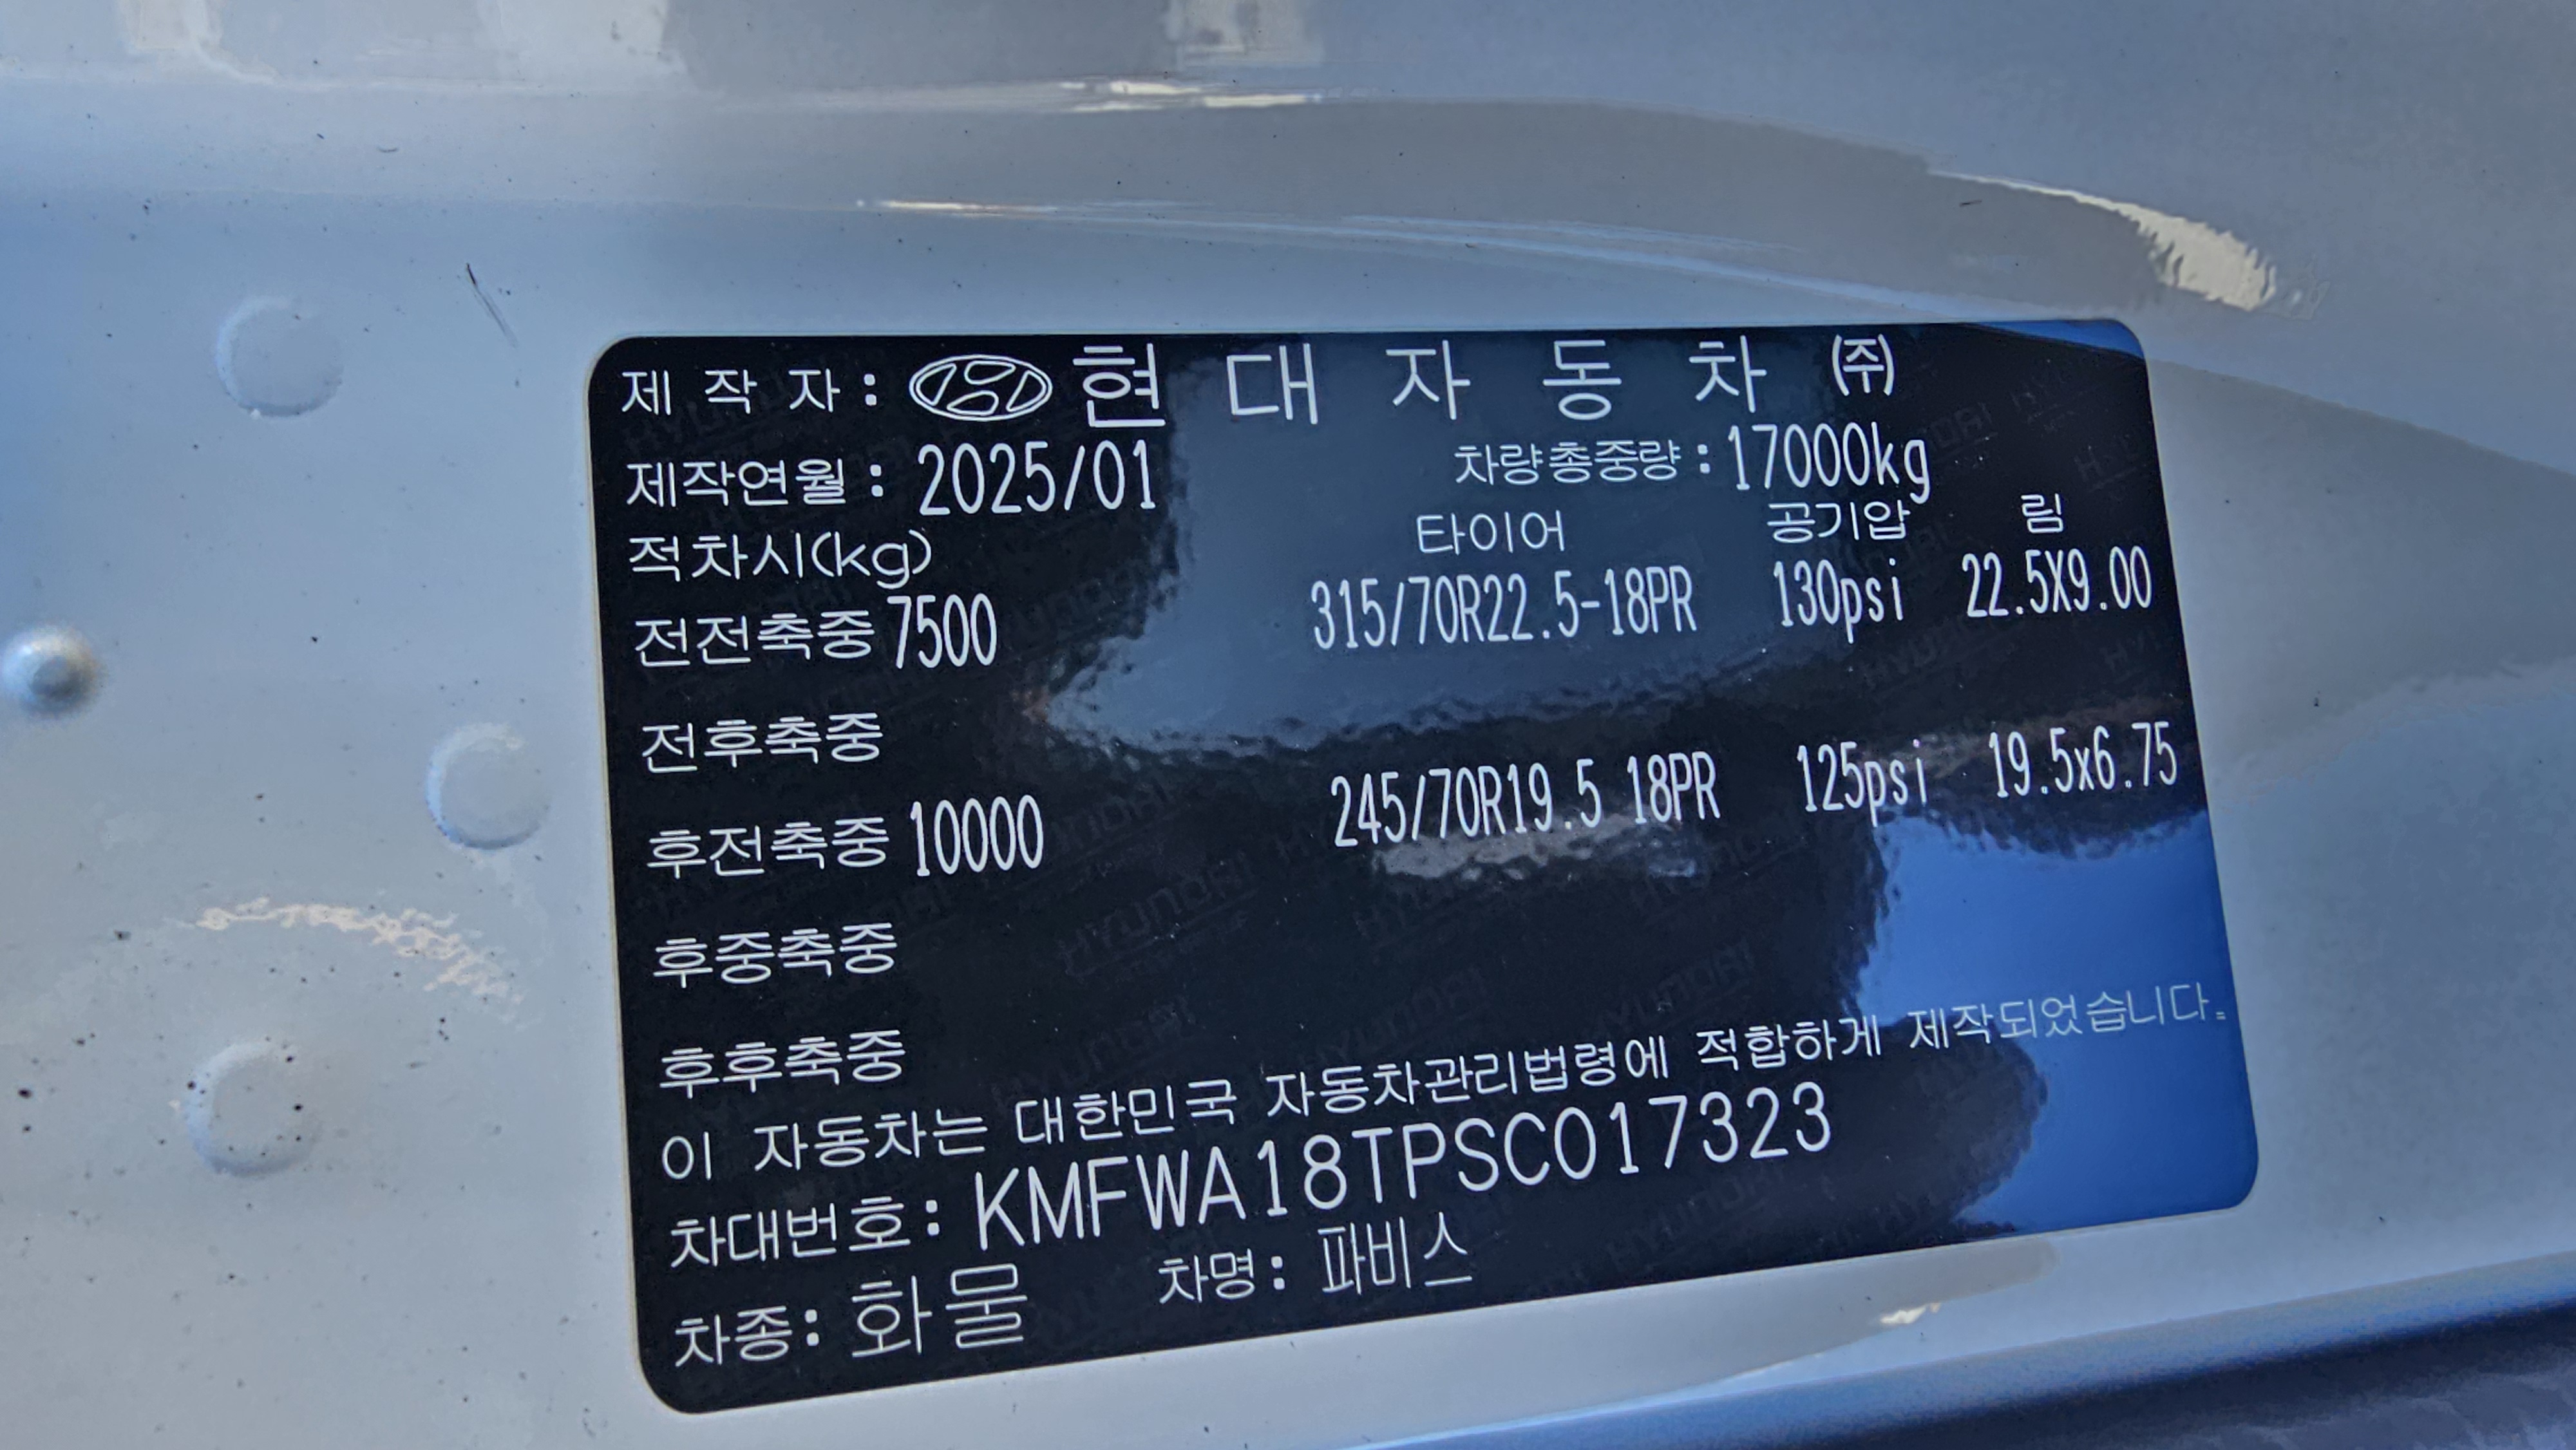 제 작 자 : 현 대 자 동 차 ㈜
제작연월 : 2025/01 차량총중량 : 17000kg
적차시(kg) 타이어 공기압 림
전전축중 7500 315/70R22.5-18PR 130psi 22.5X9.00
전후축중
후전축중 10000 245/70R19.5 18PR 125psi 19.5x6.75
후중축중
후후축중
이 자동차는 대한민국 자동차관리법령에 적합하게 제작되었습니다.
차대번호: KMFWA18TPSC017323
차종: 화물 차명: 파비스